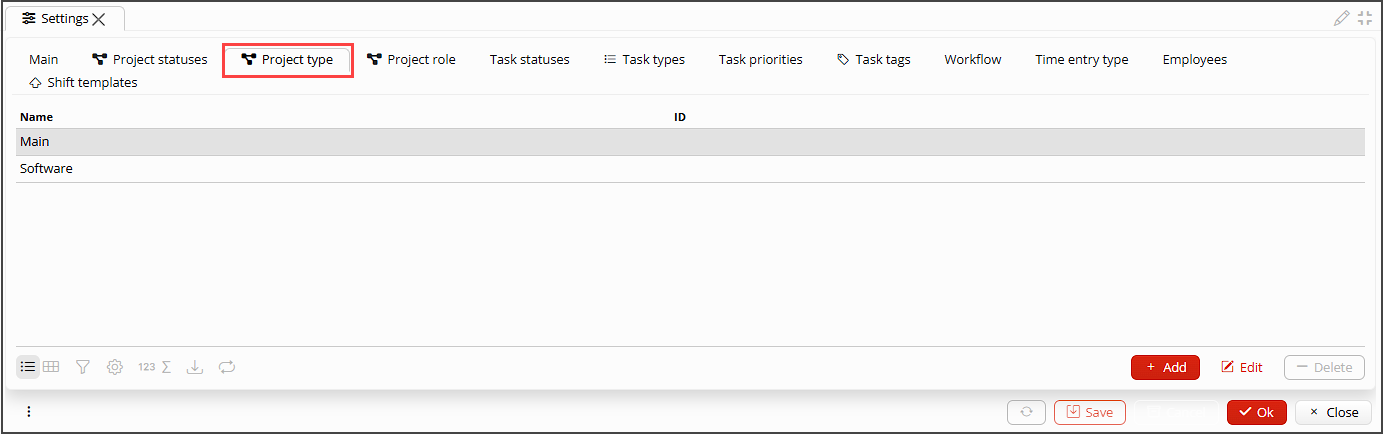 Settings
Main Project statuses Project type Project role Task statuses Task types Task priorities Task tags Workflow Time entry type Employees
Shift templates
Name ID
Main
Software
123 Σ + Add Edit — Delete
Save Ok × Close